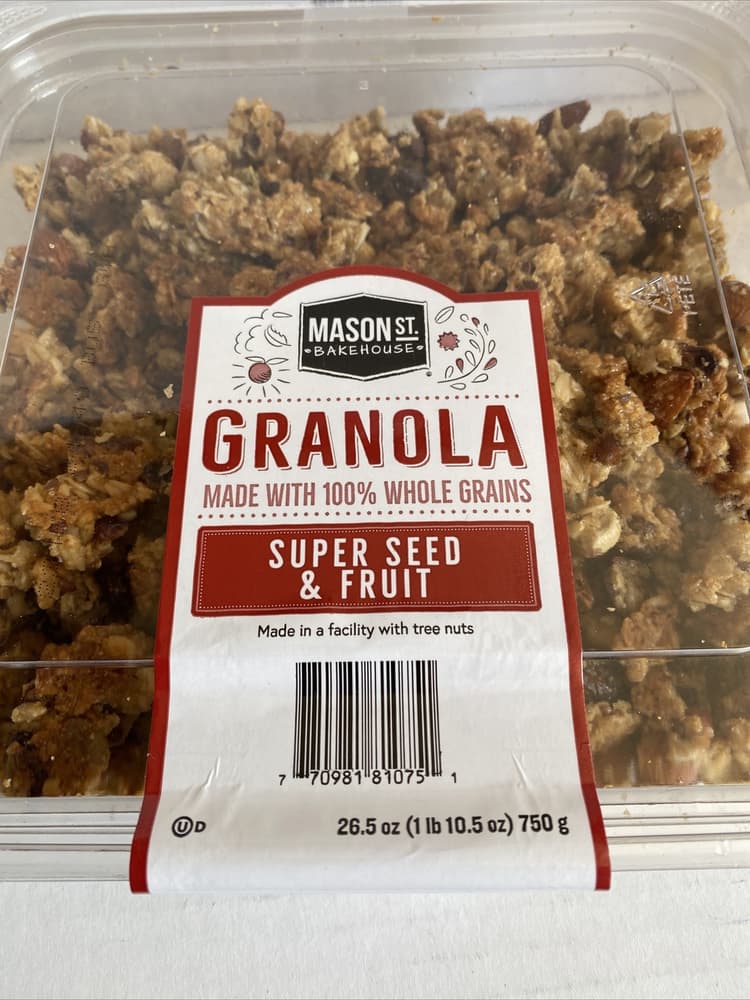 MASON ST.
BAKEHOUSE
GRANOLA
MADE WITH 100% WHOLE GRAINS
SUPER SEED
& FRUIT
Made in a facility with tree nuts
7 70981 81075 1
U D 26.5 oz (1 lb 10.5 oz) 750 g
PETE